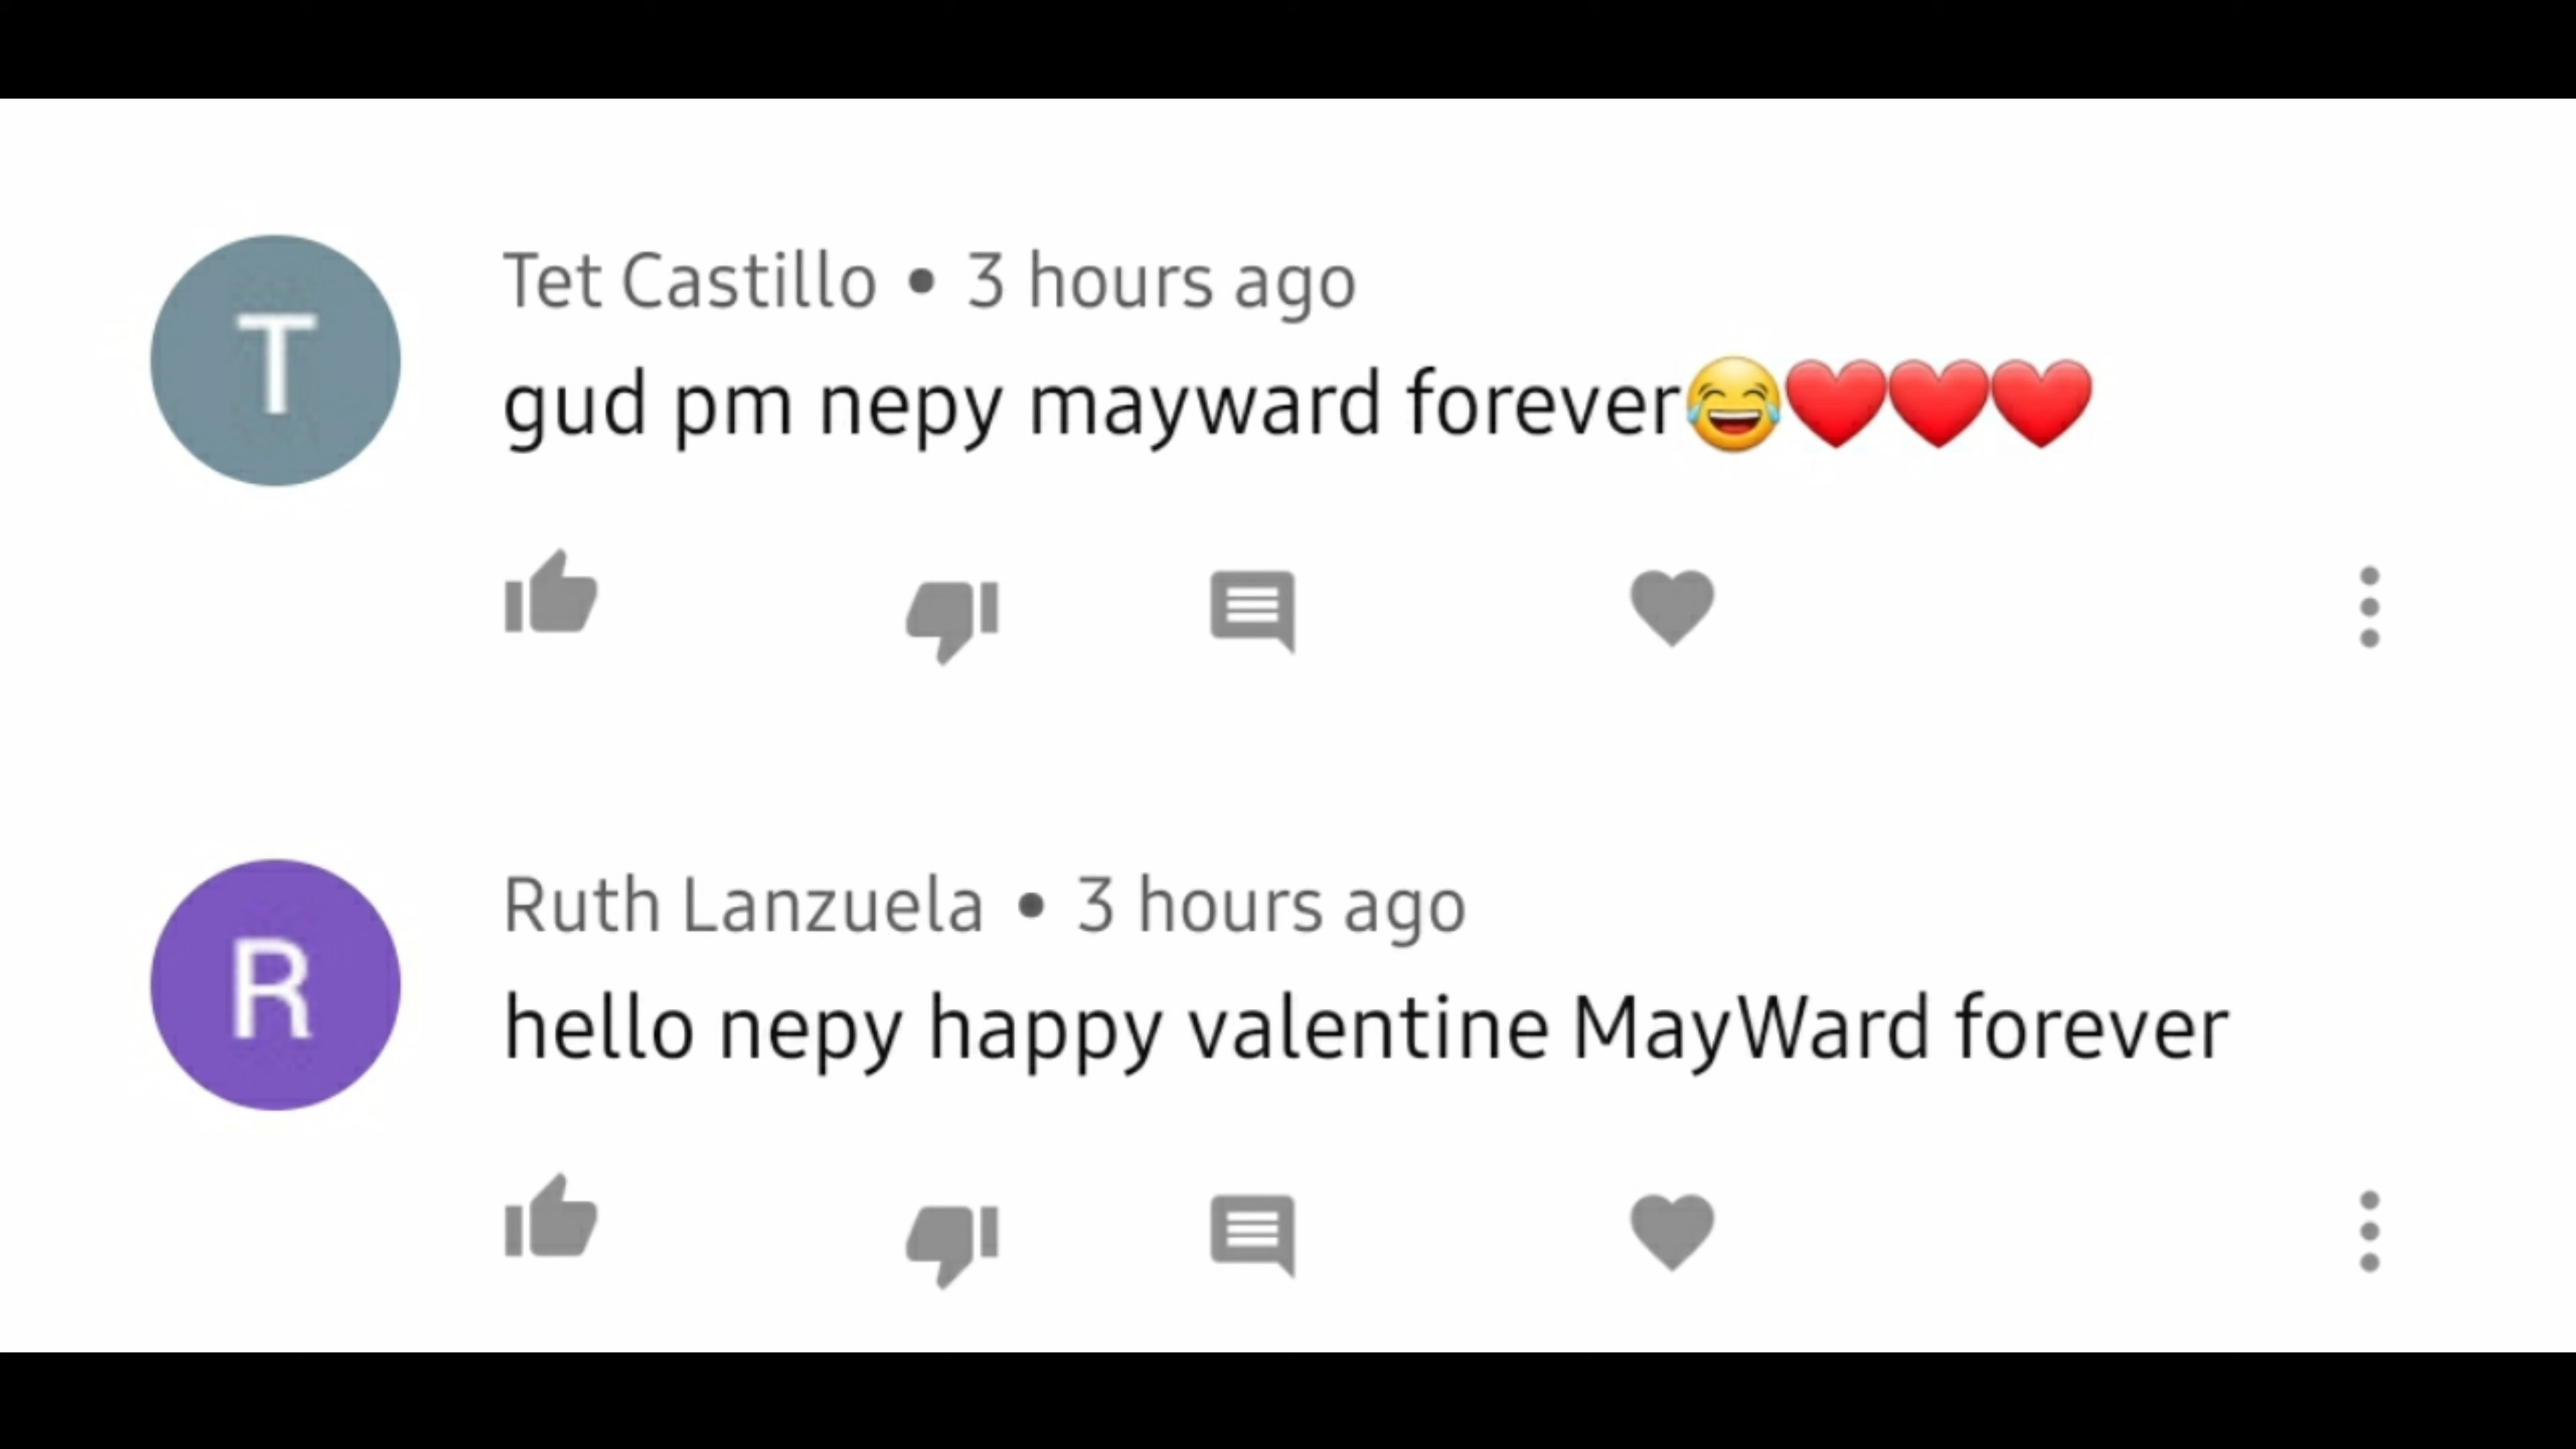 T
Tet Castillo • 3 hours ago
gud pm nepy mayward forever😂❤️❤️❤️
R
Ruth Lanzuela • 3 hours ago
hello nepy happy valentine MayWard forever